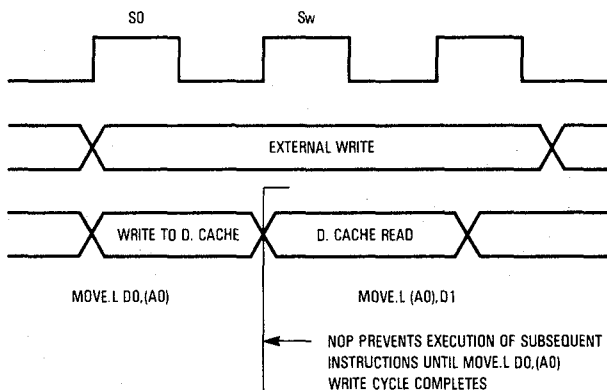 S0 Sw
EXTERNAL WRITE
WRITE TO D. CACHE D. CACHE READ
MOVE.L D0,(A0) MOVE.L (A0),D1
NOP PREVENTS EXECUTION OF SUBSEQUENT
INSTRUCTIONS UNTIL MOVE.L D0,(A0)
WRITE CYCLE COMPLETES